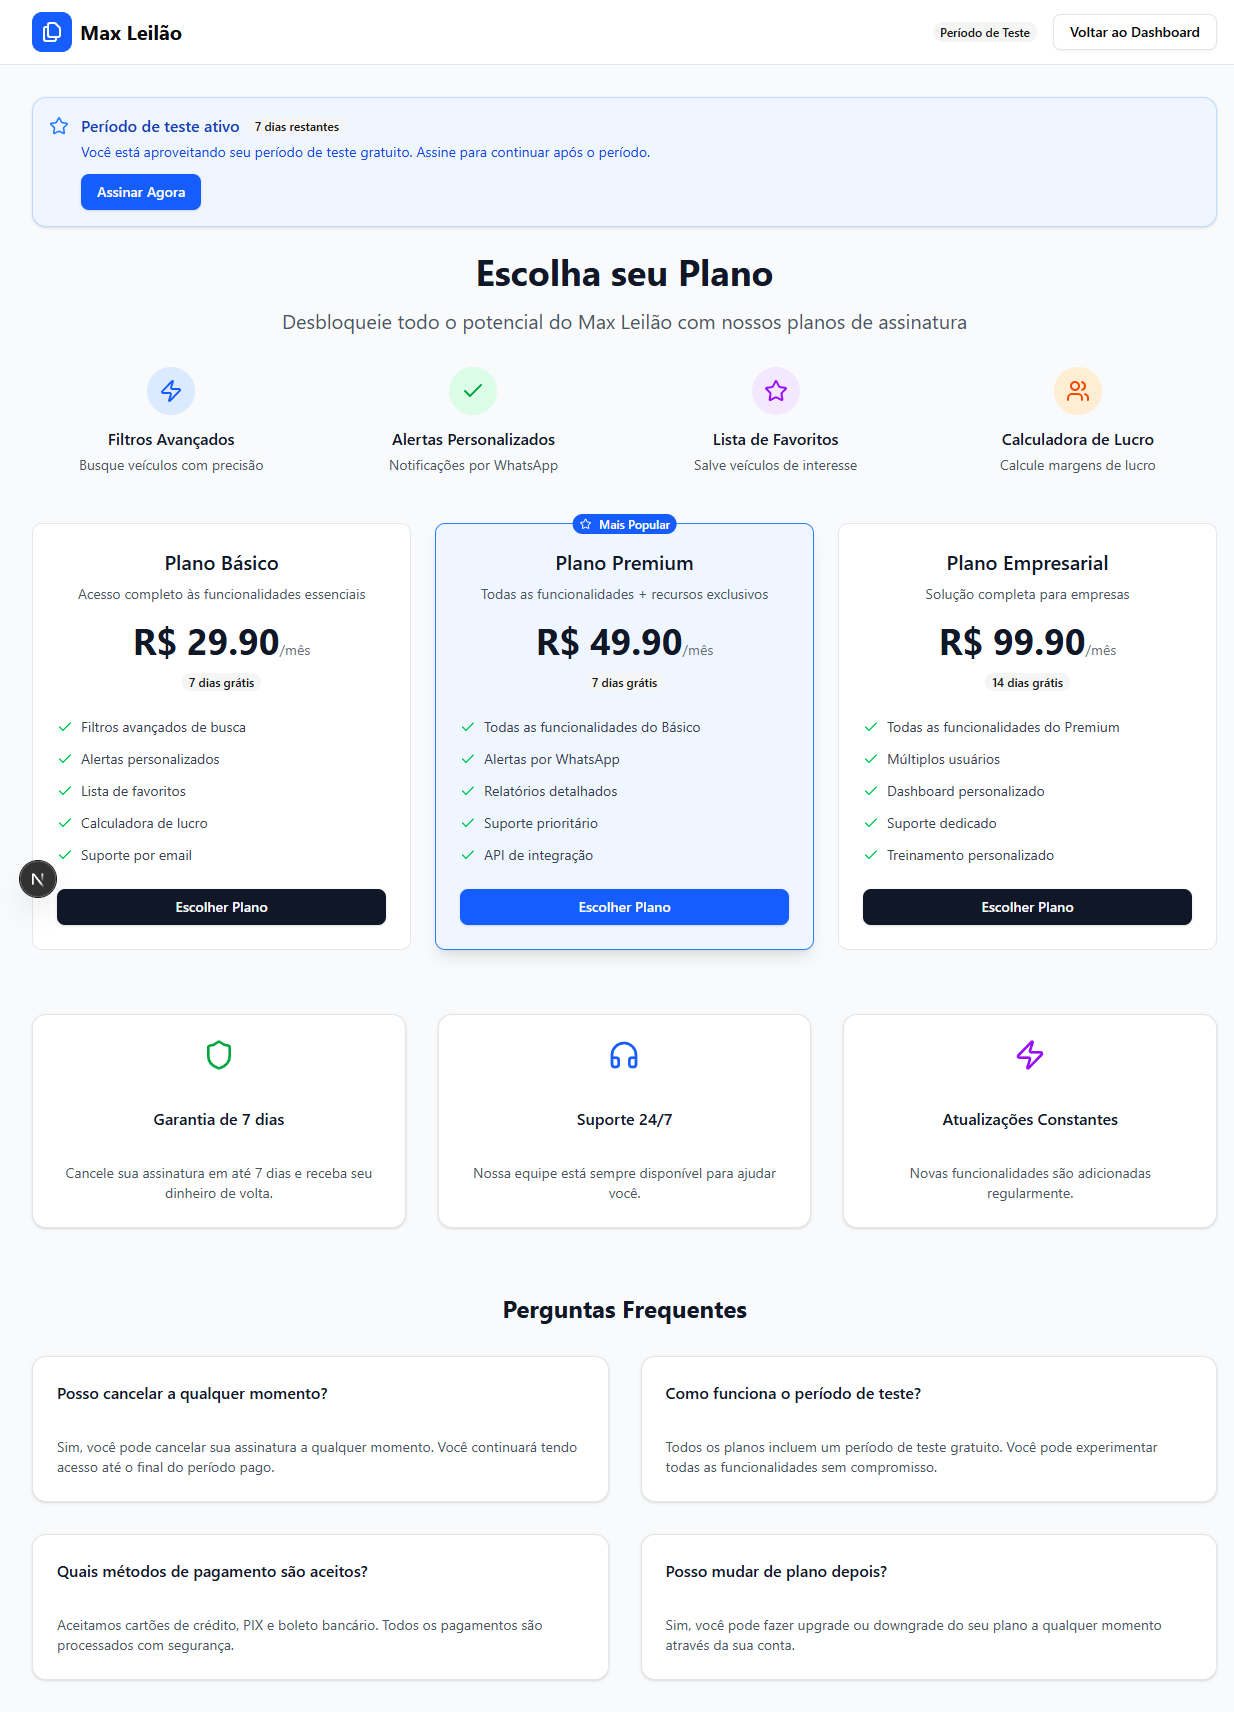 Max Leilão
Período de Teste
Voltar ao Dashboard
Período de teste ativo
7 dias restantes
Você está aproveitando seu período de teste gratuito. Assine para continuar após o período.
Assinar Agora
Escolha seu Plano
Desbloqueie todo o potencial do Max Leilão com nossos planos de assinatura
Filtros Avançados
Busque veículos com precisão
Alertas Personalizados
Notificações por WhatsApp
Lista de Favoritos
Salve veículos de interesse
Calculadora de Lucro
Calcule margens de lucro
Plano Básico
Acesso completo às funcionalidades essenciais
R$ 29.90/mês
7 dias grátis
Filtros avançados de busca
Alertas personalizados
Lista de favoritos
Calculadora de lucro
Suporte por email
N
Escolher Plano
Mais Popular
Plano Premium
Todas as funcionalidades + recursos exclusivos
R$ 49.90/mês
7 dias grátis
Todas as funcionalidades do Básico
Alertas por WhatsApp
Relatórios detalhados
Suporte prioritário
API de integração
Escolher Plano
Plano Empresarial
Solução completa para empresas
R$ 99.90/mês
14 dias grátis
Todas as funcionalidades do Premium
Múltiplos usuários
Dashboard personalizado
Suporte dedicado
Treinamento personalizado
Escolher Plano
Garantia de 7 dias
Cancele sua assinatura em até 7 dias e receba seu
dinheiro de volta.
Suporte 24/7
Nossa equipe está sempre disponível para ajudar
você.
Atualizações Constantes
Novas funcionalidades são adicionadas
regularmente.
Perguntas Frequentes
Posso cancelar a qualquer momento?
Sim, você pode cancelar sua assinatura a qualquer momento. Você continuará tendo
acesso até o final do período pago.
Como funciona o período de teste?
Todos os planos incluem um período de teste gratuito. Você pode experimentar
todas as funcionalidades sem compromisso.
Quais métodos de pagamento são aceitos?
Aceitamos cartões de crédito, PIX e boleto bancário. Todos os pagamentos são
processados com segurança.
Posso mudar de plano depois?
Sim, você pode fazer upgrade ou downgrade do seu plano a qualquer momento
através da sua conta.